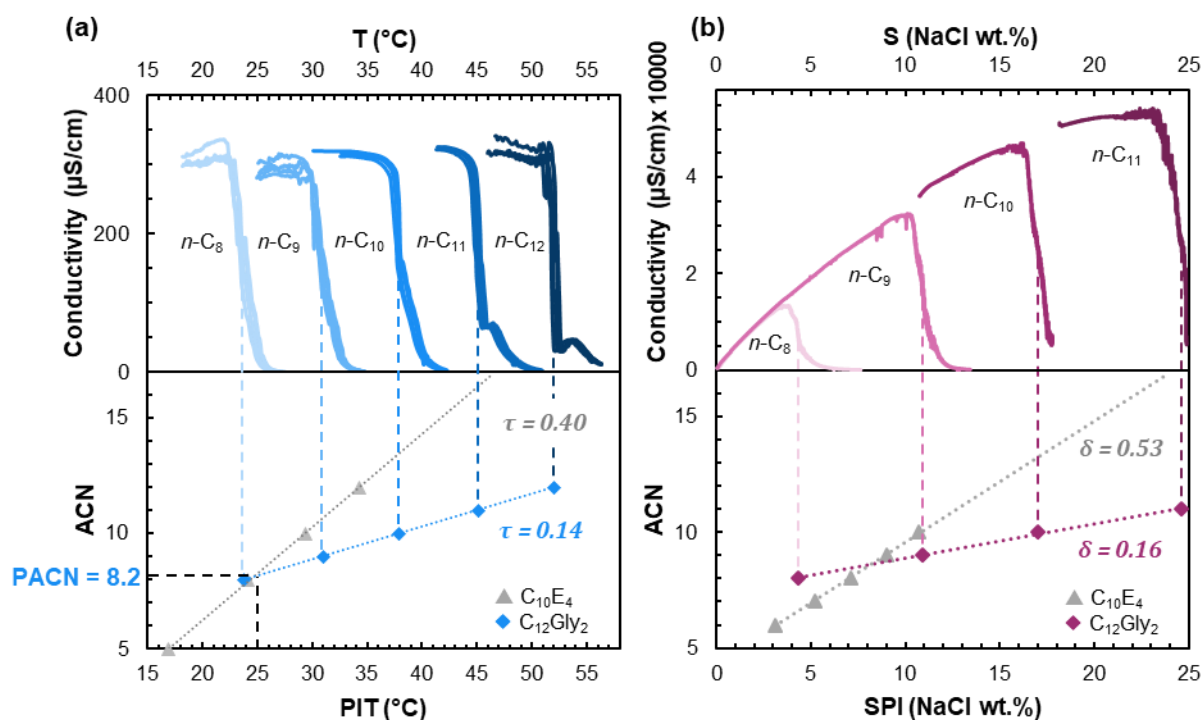 (a)
T (°C)
15 20 25 30 35 40 45 50 55
Conductivity (µS/cm)
400
200
0
n-C₈
n-C₉
n-C₁₀
n-C₁₁
n-C₁₂
ACN
15
10
5
τ = 0.40
τ = 0.14
PACN = 8.2
C₁₀E₄
C₁₂Gly₂
15 20 25 30 35 40 45 50 55
PIT (°C)
(b)
S (NaCl wt.%)
0 5 10 15 20 25
Conductivity (µS/cm) x 10000
4
2
0
n-C₈
n-C₉
n-C₁₀
n-C₁₁
ACN
15
10
5
δ = 0.53
δ = 0.16
C₁₀E₄
C₁₂Gly₂
0 5 10 15 20 25
SPI (NaCl wt.%)